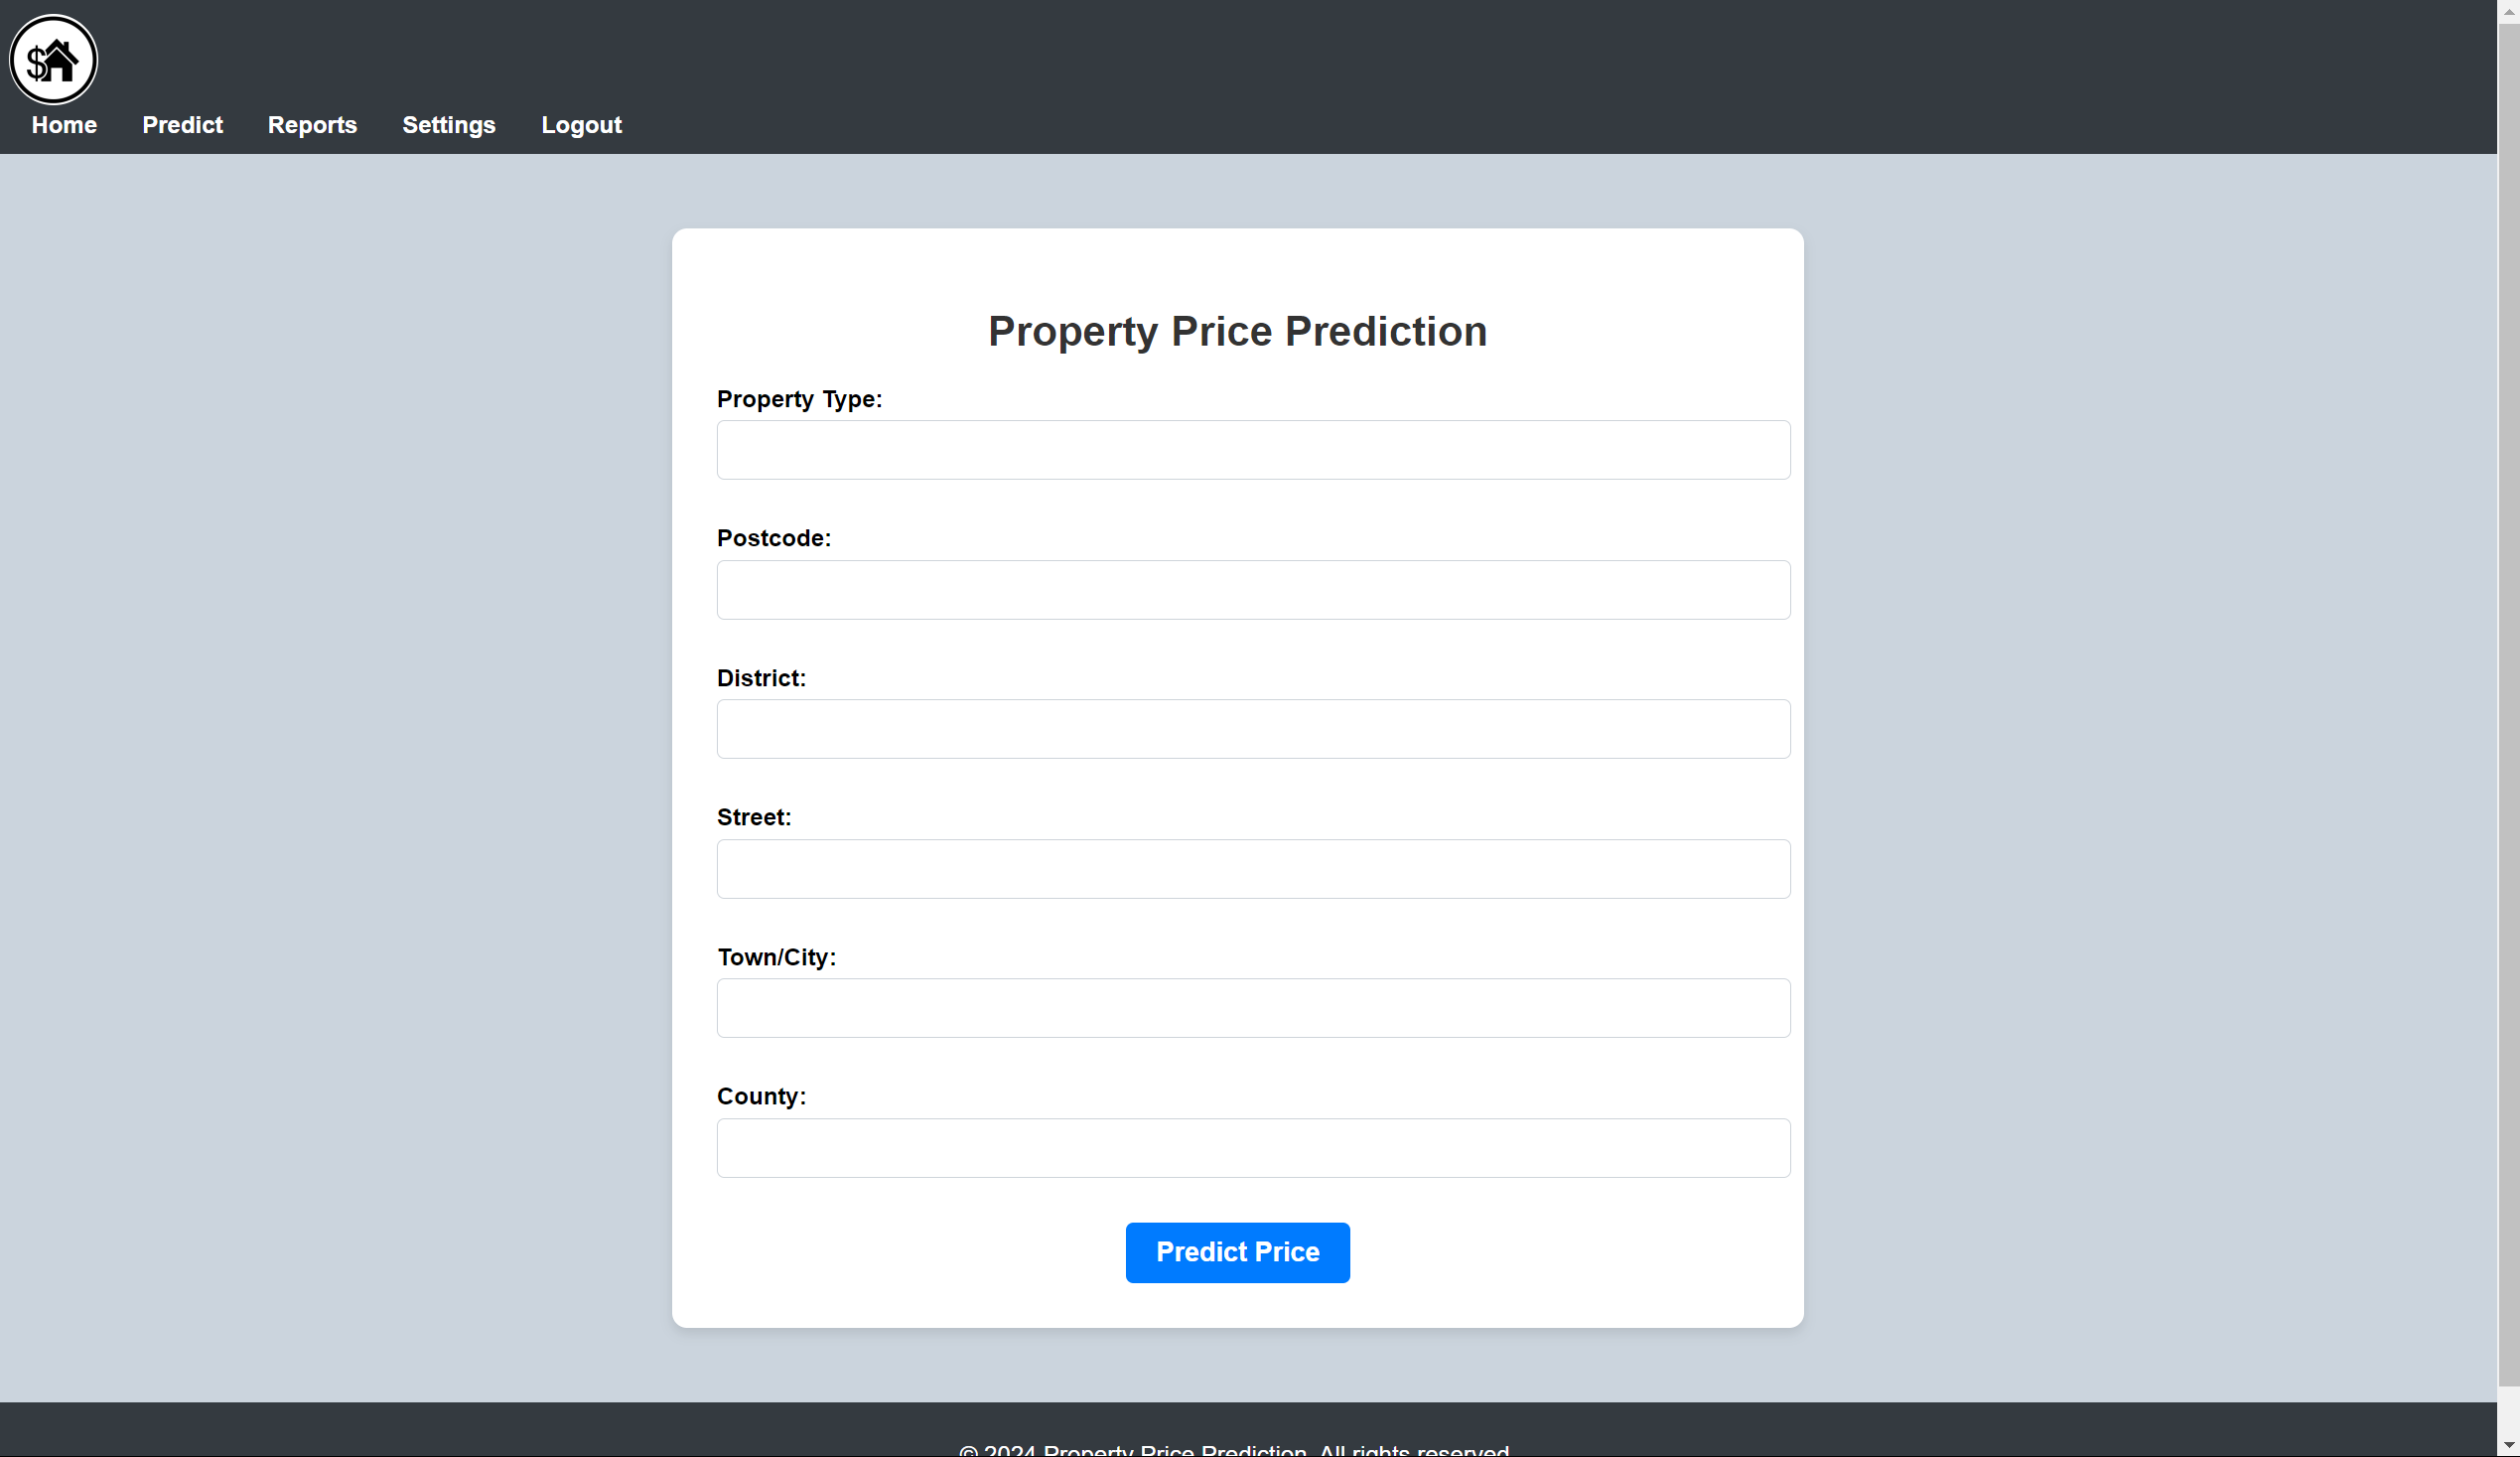 $
Home Predict Reports Settings Logout
Property Price Prediction
Property Type:
Postcode:
District:
Street:
Town/City:
County:
Predict Price
© 2024 Property Price Prediction. All rights reserved.